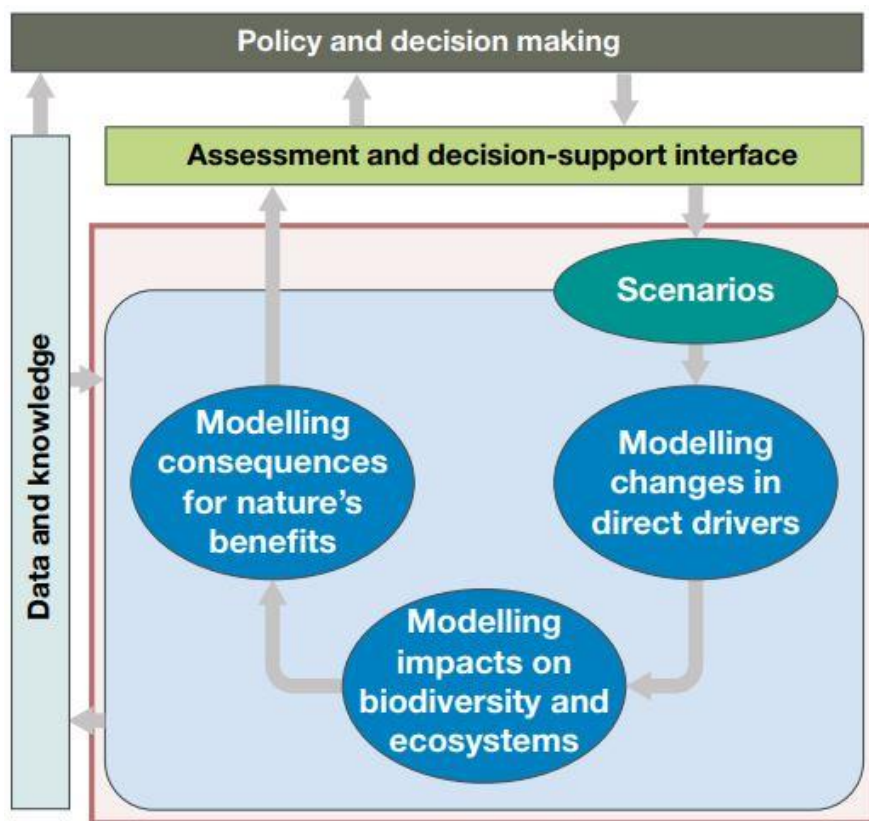 Policy and decision making
Assessment and decision-support interface
Data and knowledge
Scenarios
Modelling
consequences
for nature’s
benefits
Modelling
changes in
direct drivers
Modelling
impacts on
biodiversity and
ecosystems